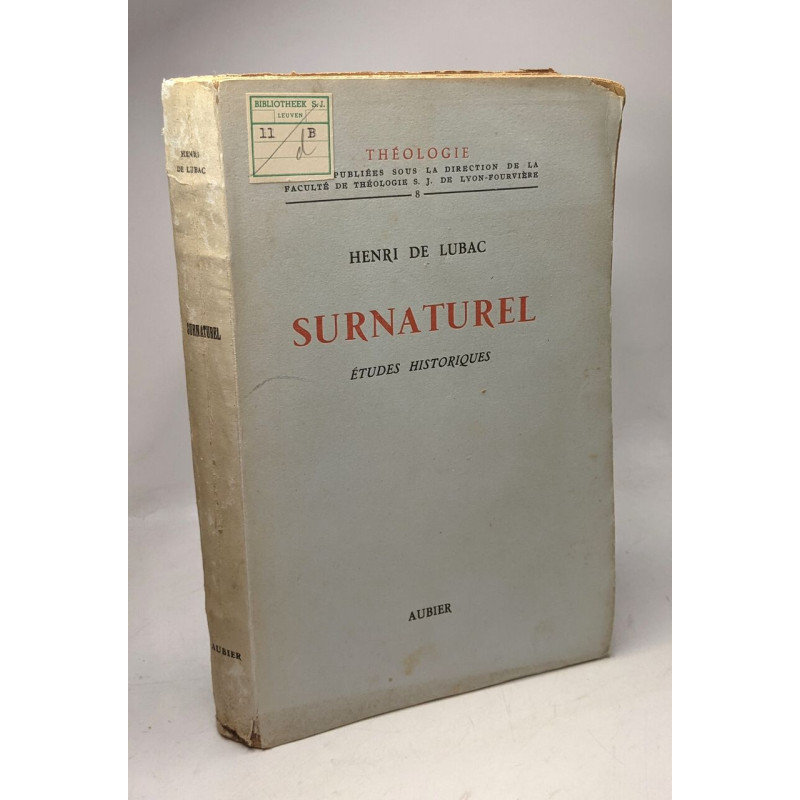 BIBLIOTHEEK S.J.
LEUVEN
11 B
d
THÉOLOGIE
PUBLIÉES SOUS LA DIRECTION DE LA
FACULTÉ DE THÉOLOGIE S. J. DE LYON-FOURVIÈRE
8
HENRI DE LUBAC
SURNATUREL
ÉTUDES HISTORIQUES
AUBIER
HENRI
DE LUBAC
SURNATUREL
AUBIER